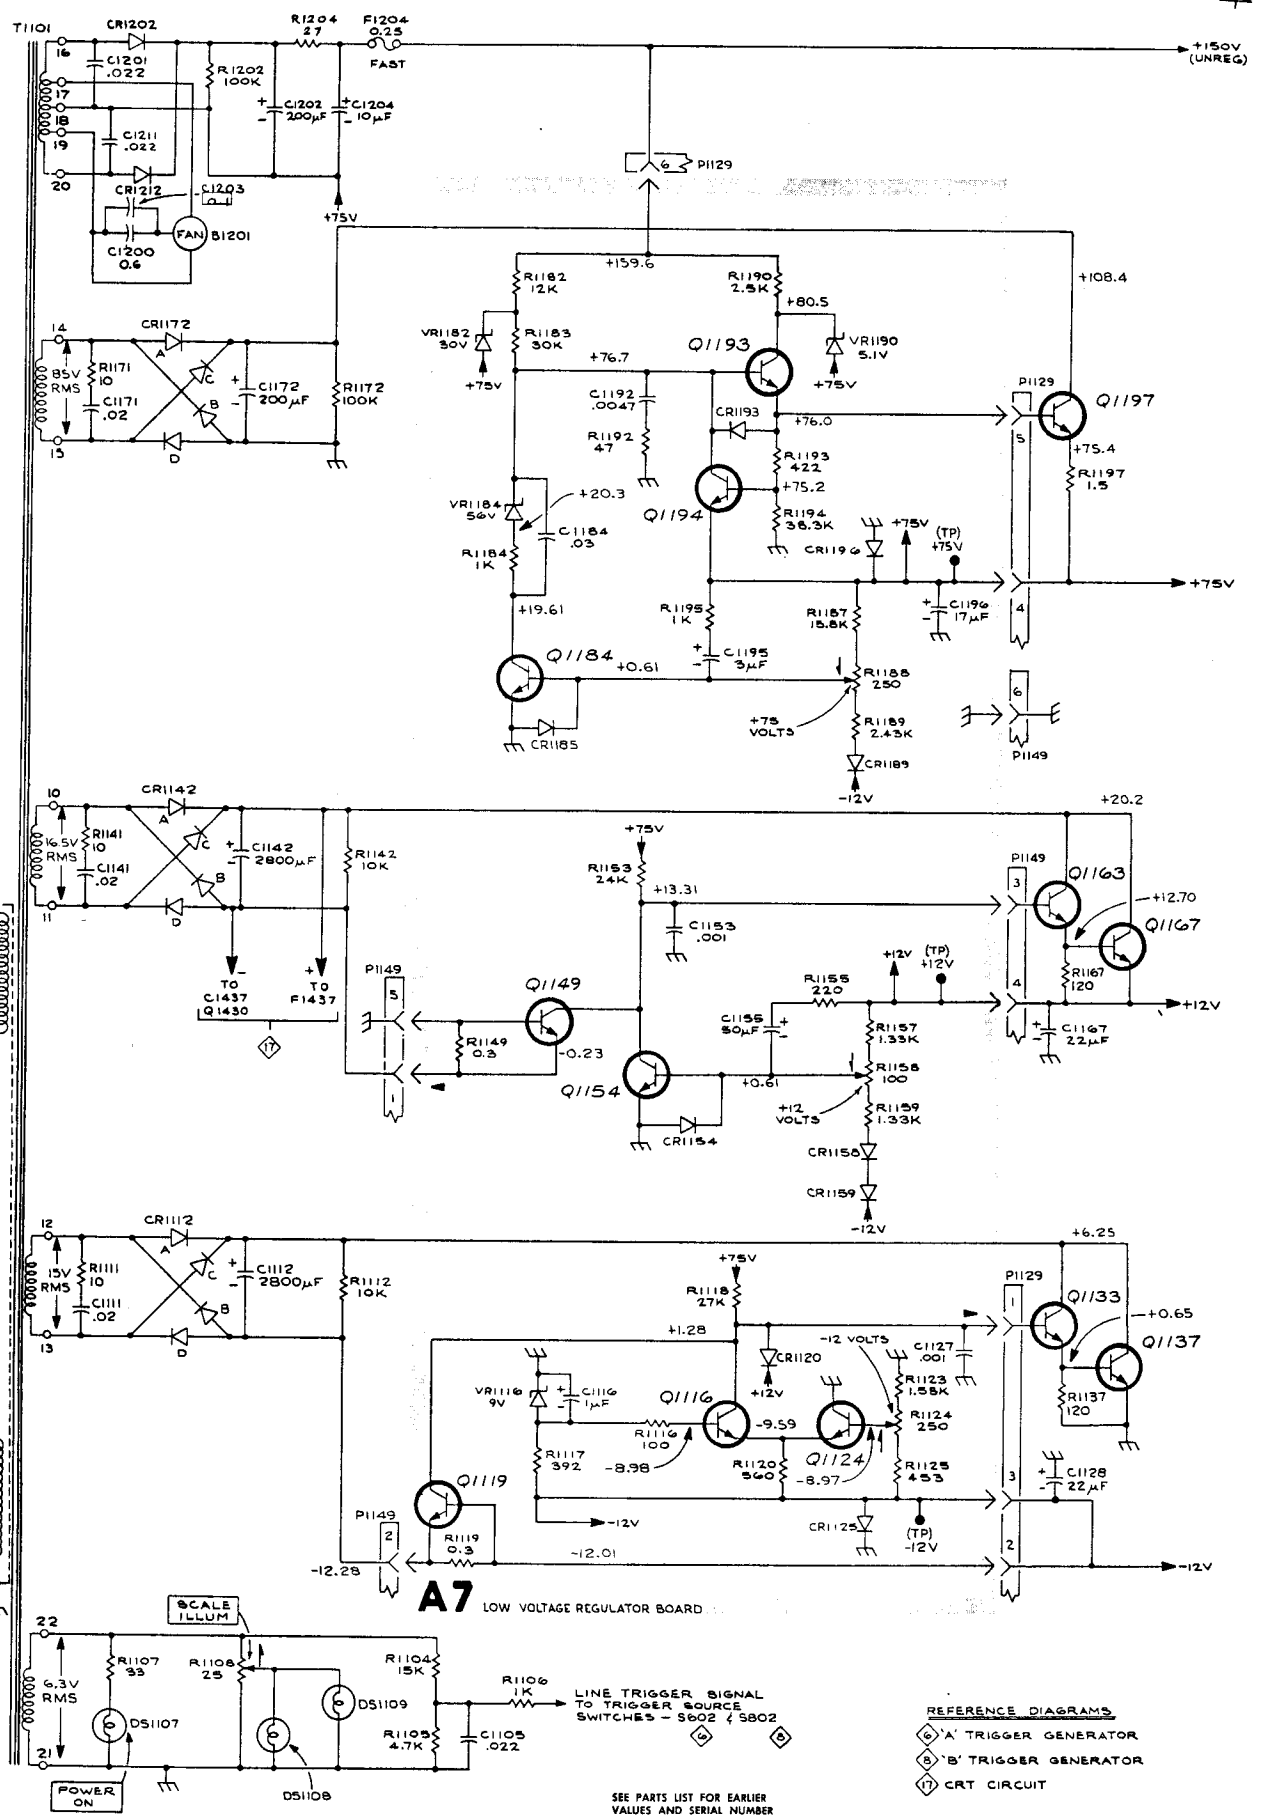 T1101
CR1202
R1204
27
F1204
0.25
FAST
+150V
(UNREG)
16
C1201
.022
R1202
100K
17
18
19
20
C1202
200µF
C1204
10µF
C1211
.022
CR1212
C1203
0.1
+75V
C1200
0.6
FAN
B1201
6
P1129
+159.6
R1182
12K
R1190
2.5K
+108.4
+80.5
14
CR1172
A
C
B
D
85V
RMS
R1171
10
C1171
.02
C1172
200µF
R1172
100K
15
VR1182
30V
R1183
30K
+75V
Q1193
VR1190
5.1V
+75V
+76.7
C1192
.0047
R1192
47
CR1193
+76.0
P1129
5
Q1197
+75.4
R1197
1.5
R1193
422
+75.2
Q1194
R1194
38.3K
VR1184
56V
+20.3
C1184
.03
R1184
1K
CR1196
+75V
(TP)
+75V
+75V
4
+19.61
R1195
1K
R1187
15.8K
C1196
17µF
C1195
3µF
Q1184
+0.61
R1188
250
+75
VOLTS
R1189
2.43K
CR1185
CR1189
-12V
6
P1149
10
CR1142
A
C
B
D
16.5V
RMS
R1141
10
C1141
.02
C1142
2800µF
R1142
10K
11
+20.2
+75V
R1153
24K
+13.31
C1153
.001
P1149
3
Q1163
+12.70
Q1167
R1167
120
- TO
C1437
Q1430
+ TO
F1437
17
P1149
5
Q1149
R1149
0.3
-0.23
1
R1155
220
+12V
(TP)
+12V
4
+12V
C1155
50µF
R1157
1.33K
C1167
22µF
R1158
100
Q1154
+0.61
+12
VOLTS
R1159
1.33K
CR1154
CR1158
CR1159
-12V
12
CR1112
A
C
B
D
15V
RMS
R1111
10
C1111
.02
C1112
2800µF
R1112
10K
13
+6.25
+75V
R1118
27K
+1.28
P1129
1
Q1133
+0.65
Q1137
-12 VOLTS
C1127
.001
CR1120
+12V
R1123
1.58K
VR1116
9V
C1116
1µF
Q1116
-9.59
R1124
250
R1137
120
R1116
100
R1117
392
-8.98
R1120
560
Q1124
-8.97
R1125
453
Q1119
3
C1128
22µF
P1149
2
-12V
CR1125
(TP)
-12V
R1119
0.3
-12.01
2
-12V
-12.28
A7 LOW VOLTAGE REGULATOR BOARD
SCALE
ILLUM
22
R1107
33
R1108
25
R1104
15K
6.3V
RMS
DS1109
R1106
1K
LINE TRIGGER SIGNAL
TO TRIGGER SOURCE
SWITCHES - S602 & S802
6
8
DS1107
R1105
4.7K
C1105
.022
21
POWER
ON
DS1108
REFERENCE DIAGRAMS
6 'A' TRIGGER GENERATOR
8 'B' TRIGGER GENERATOR
17 CRT CIRCUIT
SEE PARTS LIST FOR EARLIER
VALUES AND SERIAL NUMBER